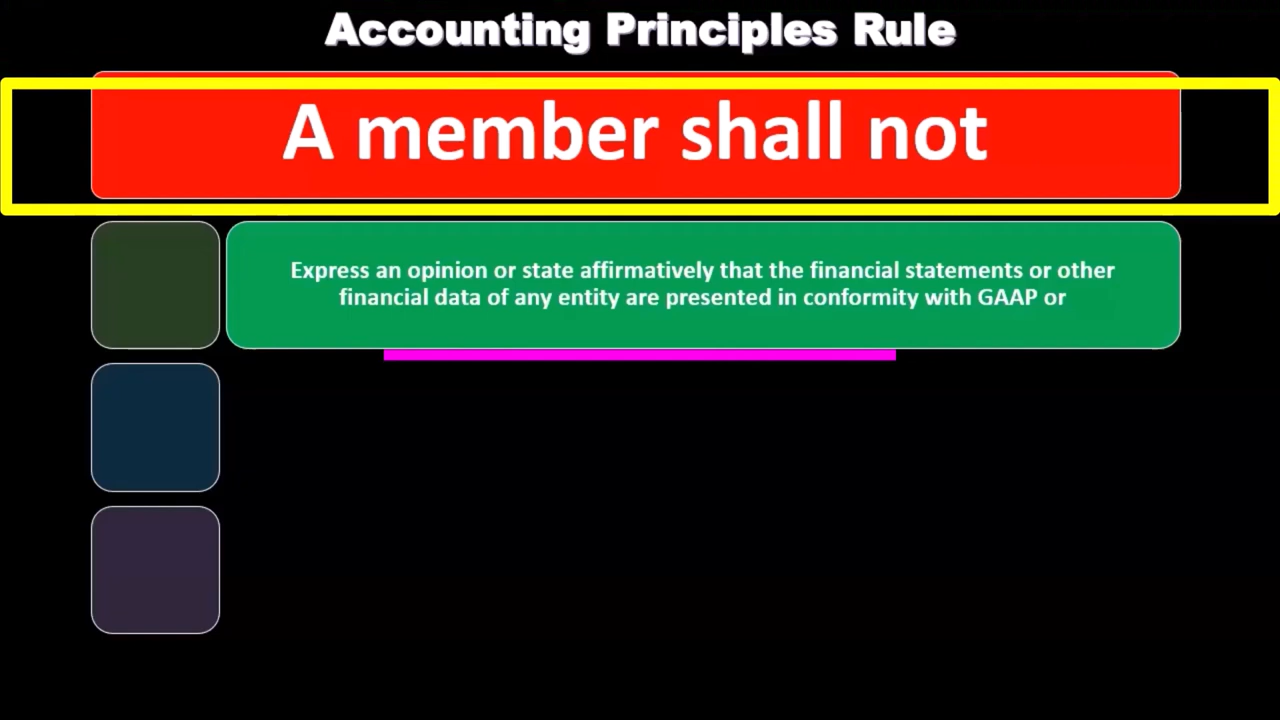 Accounting Principles Rule
A member shall not
Express an opinion or state affirmatively that the financial statements or other
financial data of any entity are presented in conformity with GAAP or